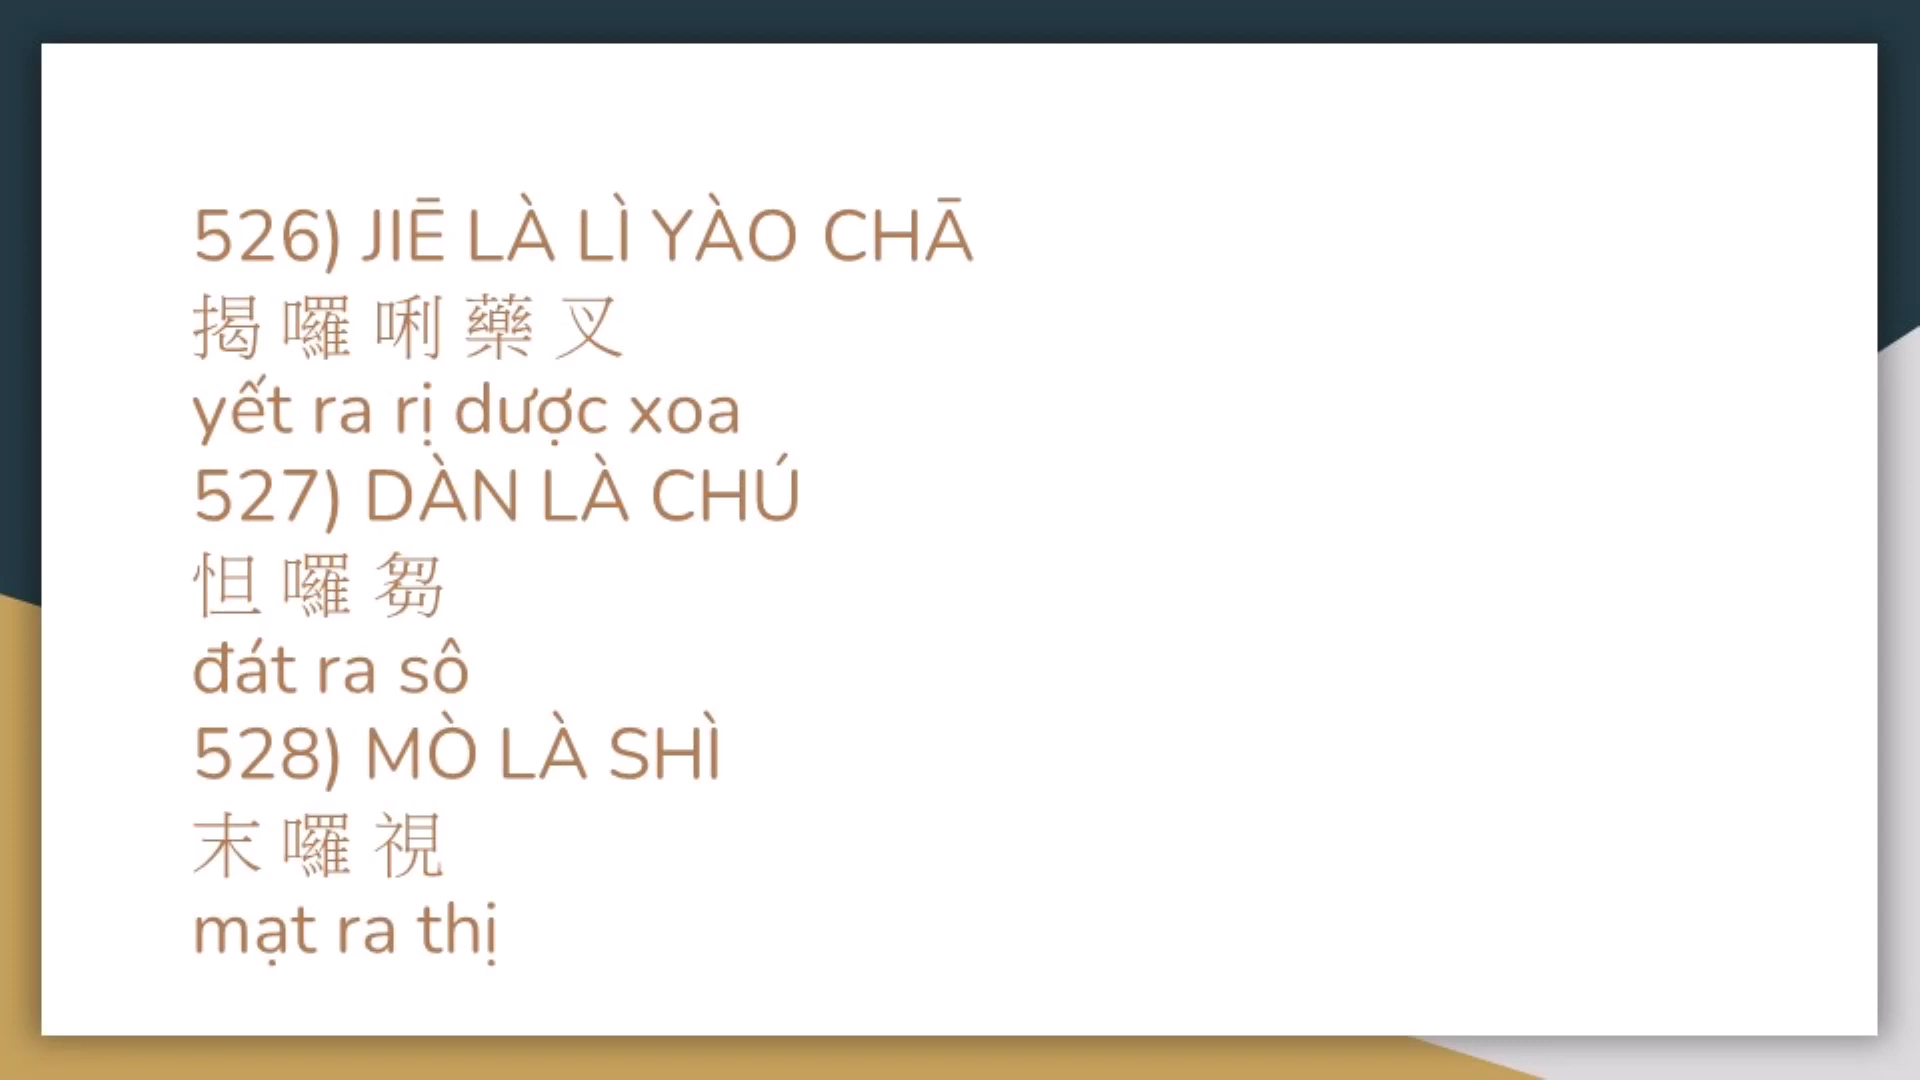 526) JIĒ LÀ LÌ YÀO CHĀ
揭 囉 唎 藥 叉
yết ra rị dược xoa
527) DÀN LÀ CHÚ
怛 囉 芻
đát ra sô
528) MÒ LÀ SHÌ
末 囉 視
mạt ra thị